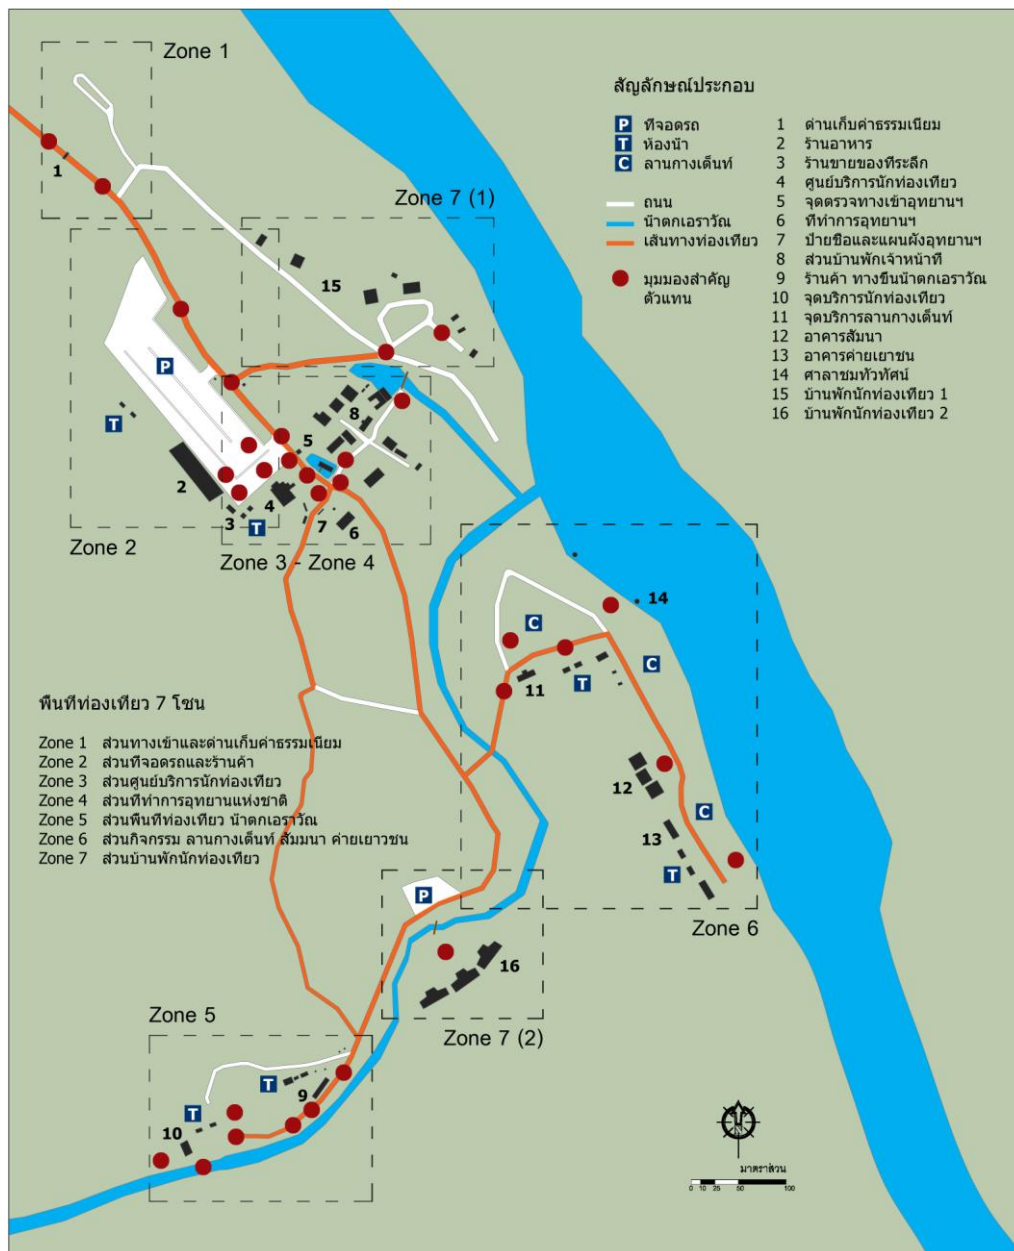 Zone 1
สัญลักษณ์ประกอบ
P ที่จอดรถ
T ห้องน้ำ
C ลานกางเต็นท์
ถนน
น้ำตกเอราวัณ
เส้นทางท่องเที่ยว
มุมมองสำคัญ
ตัวแทน
1 ด่านเก็บค่าธรรมเนียม
2 ร้านอาหาร
3 ร้านขายของที่ระลึก
4 ศูนย์บริการนักท่องเที่ยว
5 จุดตรวจทางเข้าอุทยานฯ
6 ที่ทำการอุทยานฯ
7 ป้ายชื่อและแผนผังอุทยานฯ
8 ส่วนบ้านพักเจ้าหน้าที่
9 ร้านค้า ทางขึ้นน้ำตกเอราวัณ
10 จุดบริการนักท่องเที่ยว
11 จุดบริการลานกางเต็นท์
12 อาคารสัมนา
13 อาคารค่ายเยาชน
14 ศาลาชมทัวทัศน์
15 บ้านพักนักท่องเที่ยว 1
16 บ้านพักนักท่องเที่ยว 2
1
Zone 7 (1)
15
P
T
8
5
2
4
3
T
7
6
Zone 2
Zone 3 - Zone 4
14
C
C
11
T
12
C
13
T
Zone 6
พื้นที่ท่องเที่ยว 7 โซน
Zone 1 ส่วนทางเข้าและด่านเก็บค่าธรรมเนียม
Zone 2 ส่วนที่จอดรถและร้านค้า
Zone 3 ส่วนศูนย์บริการนักท่องเที่ยว
Zone 4 ส่วนที่ทำการอุทยานแห่งชาติ
Zone 5 ส่วนพื้นที่ท่องเที่ยว น้ำตกเอราวัณ
Zone 6 ส่วนกิจกรรม ลานกางเต็นท์ สัมมนา ค่ายเยาวชน
Zone 7 ส่วนบ้านพักนักท่องเที่ยว
P
16
Zone 7 (2)
Zone 5
T
9
T
10
N
มาตราส่วน
0 10 25 50 100